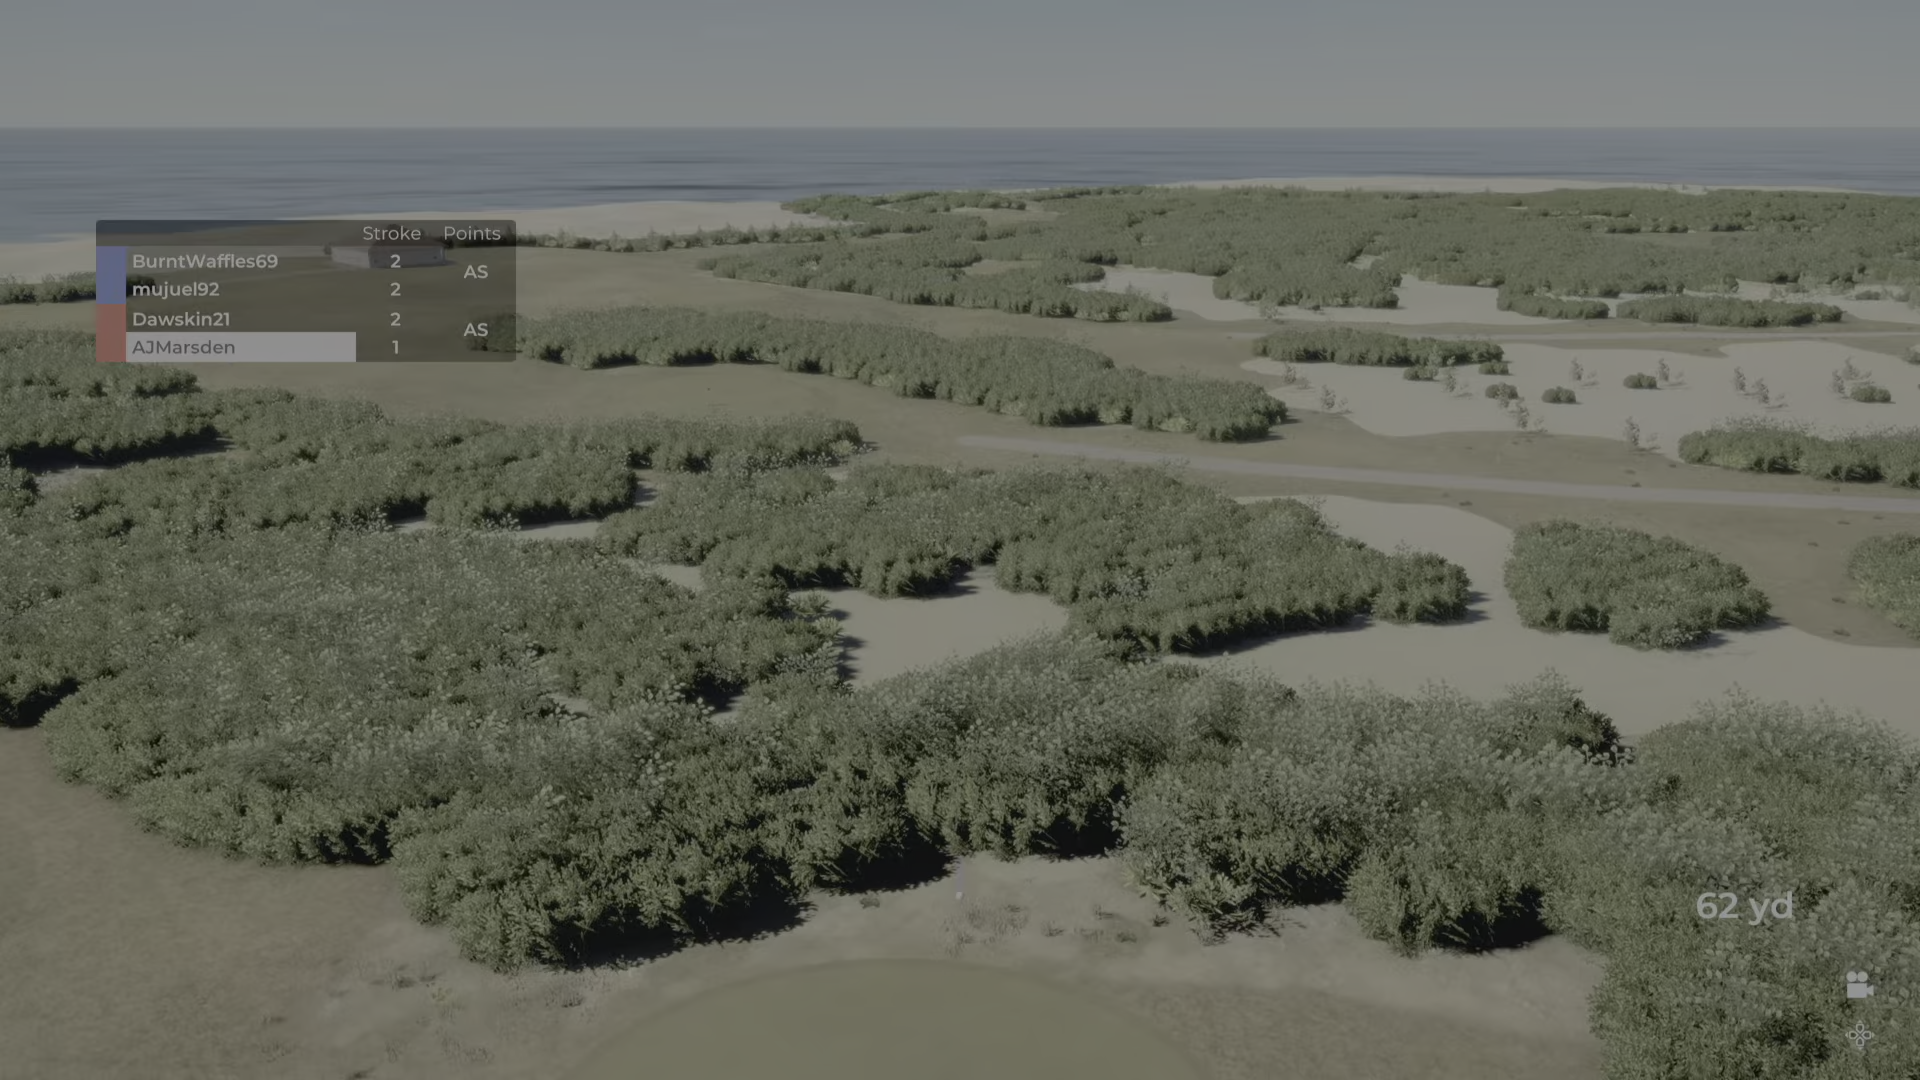 Stroke Points
BurntWaffles69 2
AS
mujuel92 2
Dawskin21 2
AS
AJMarsden 1
62 yd